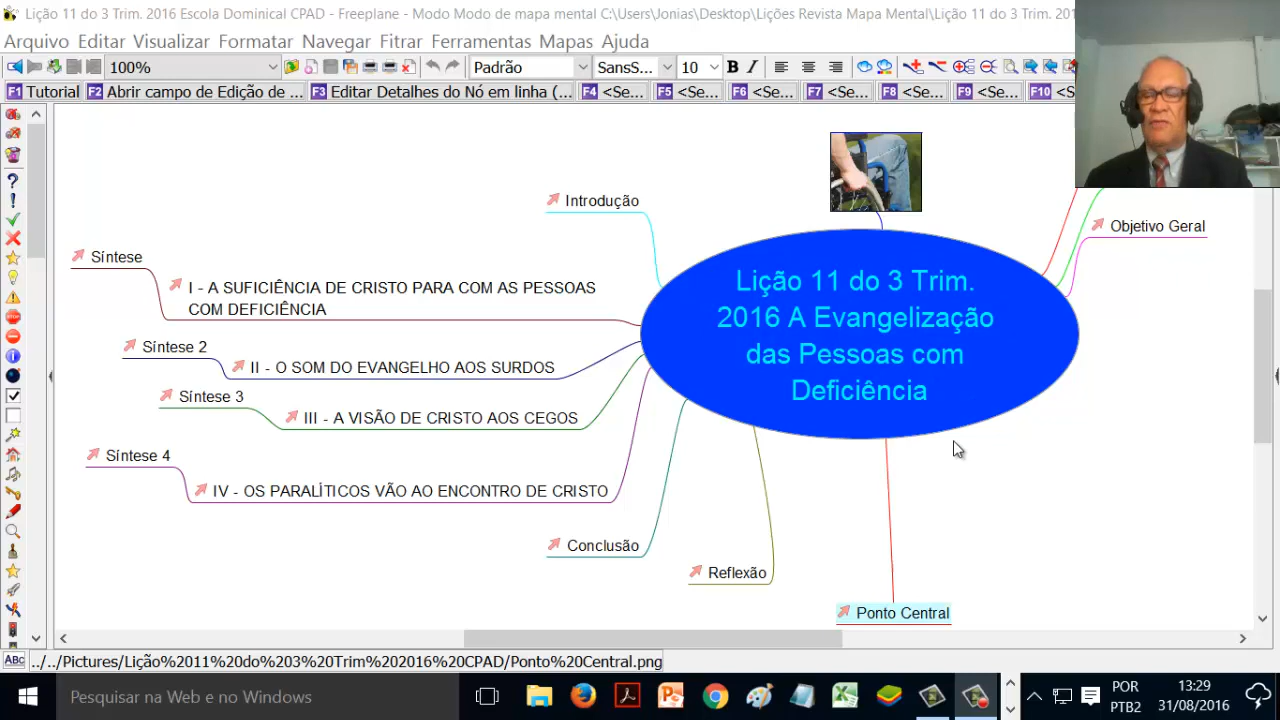 Lição 11 do 3 Trim. 2016 Escola Dominical CPAD - Freeplane - Modo Modo de mapa mental C:\Users\Jonias\Desktop\Lições Revista Mapa Mental\Lição 11 do 3 Trim. 201
Arquivo Editar Visualizar Formatar Navegar Fitrar Ferramentas Mapas Ajuda
100% Padrão SansS... 10 B I
F1 Tutorial F2 Abrir campo de Edição de ... F3 Editar Detalhes do Nó em linha (... F4 <Se... F5 <Se... F6 <Se... F7 <Se... F8 <Se... F9 <Se... F10 <Se
Introdução
Objetivo Geral
Síntese
I - A SUFICIÊNCIA DE CRISTO PARA COM AS PESSOAS
COM DEFICIÊNCIA
Síntese 2
II - O SOM DO EVANGELHO AOS SURDOS
Síntese 3
III - A VISÃO DE CRISTO AOS CEGOS
Síntese 4
IV - OS PARALÍTICOS VÃO AO ENCONTRO DE CRISTO
Conclusão
Lição 11 do 3 Trim.
2016 A Evangelização
das Pessoas com
Deficiência
Reflexão
Ponto Central
ABC ../../Pictures/Lição%2011%20do%203%20Trim%202016%20CPAD/Ponto%20Central.png
Pesquisar na Web e no Windows
POR
PTB2
13:29
31/08/2016